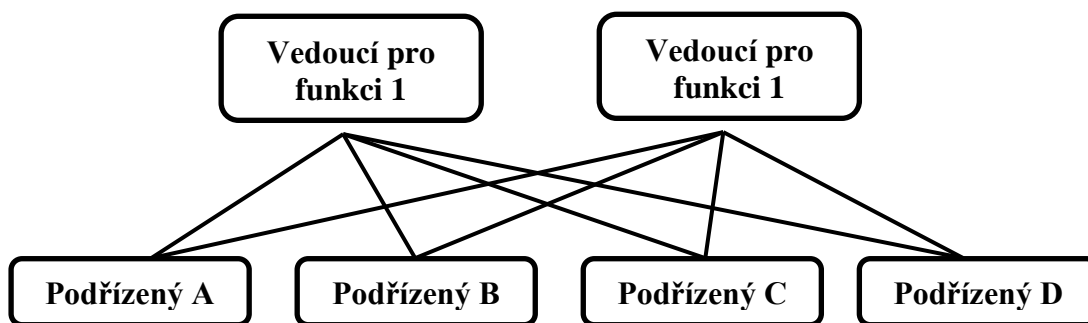 Vedoucí pro
funkci 1
Vedoucí pro
funkci 1
Podřízený A
Podřízený B
Podřízený C
Podřízený D